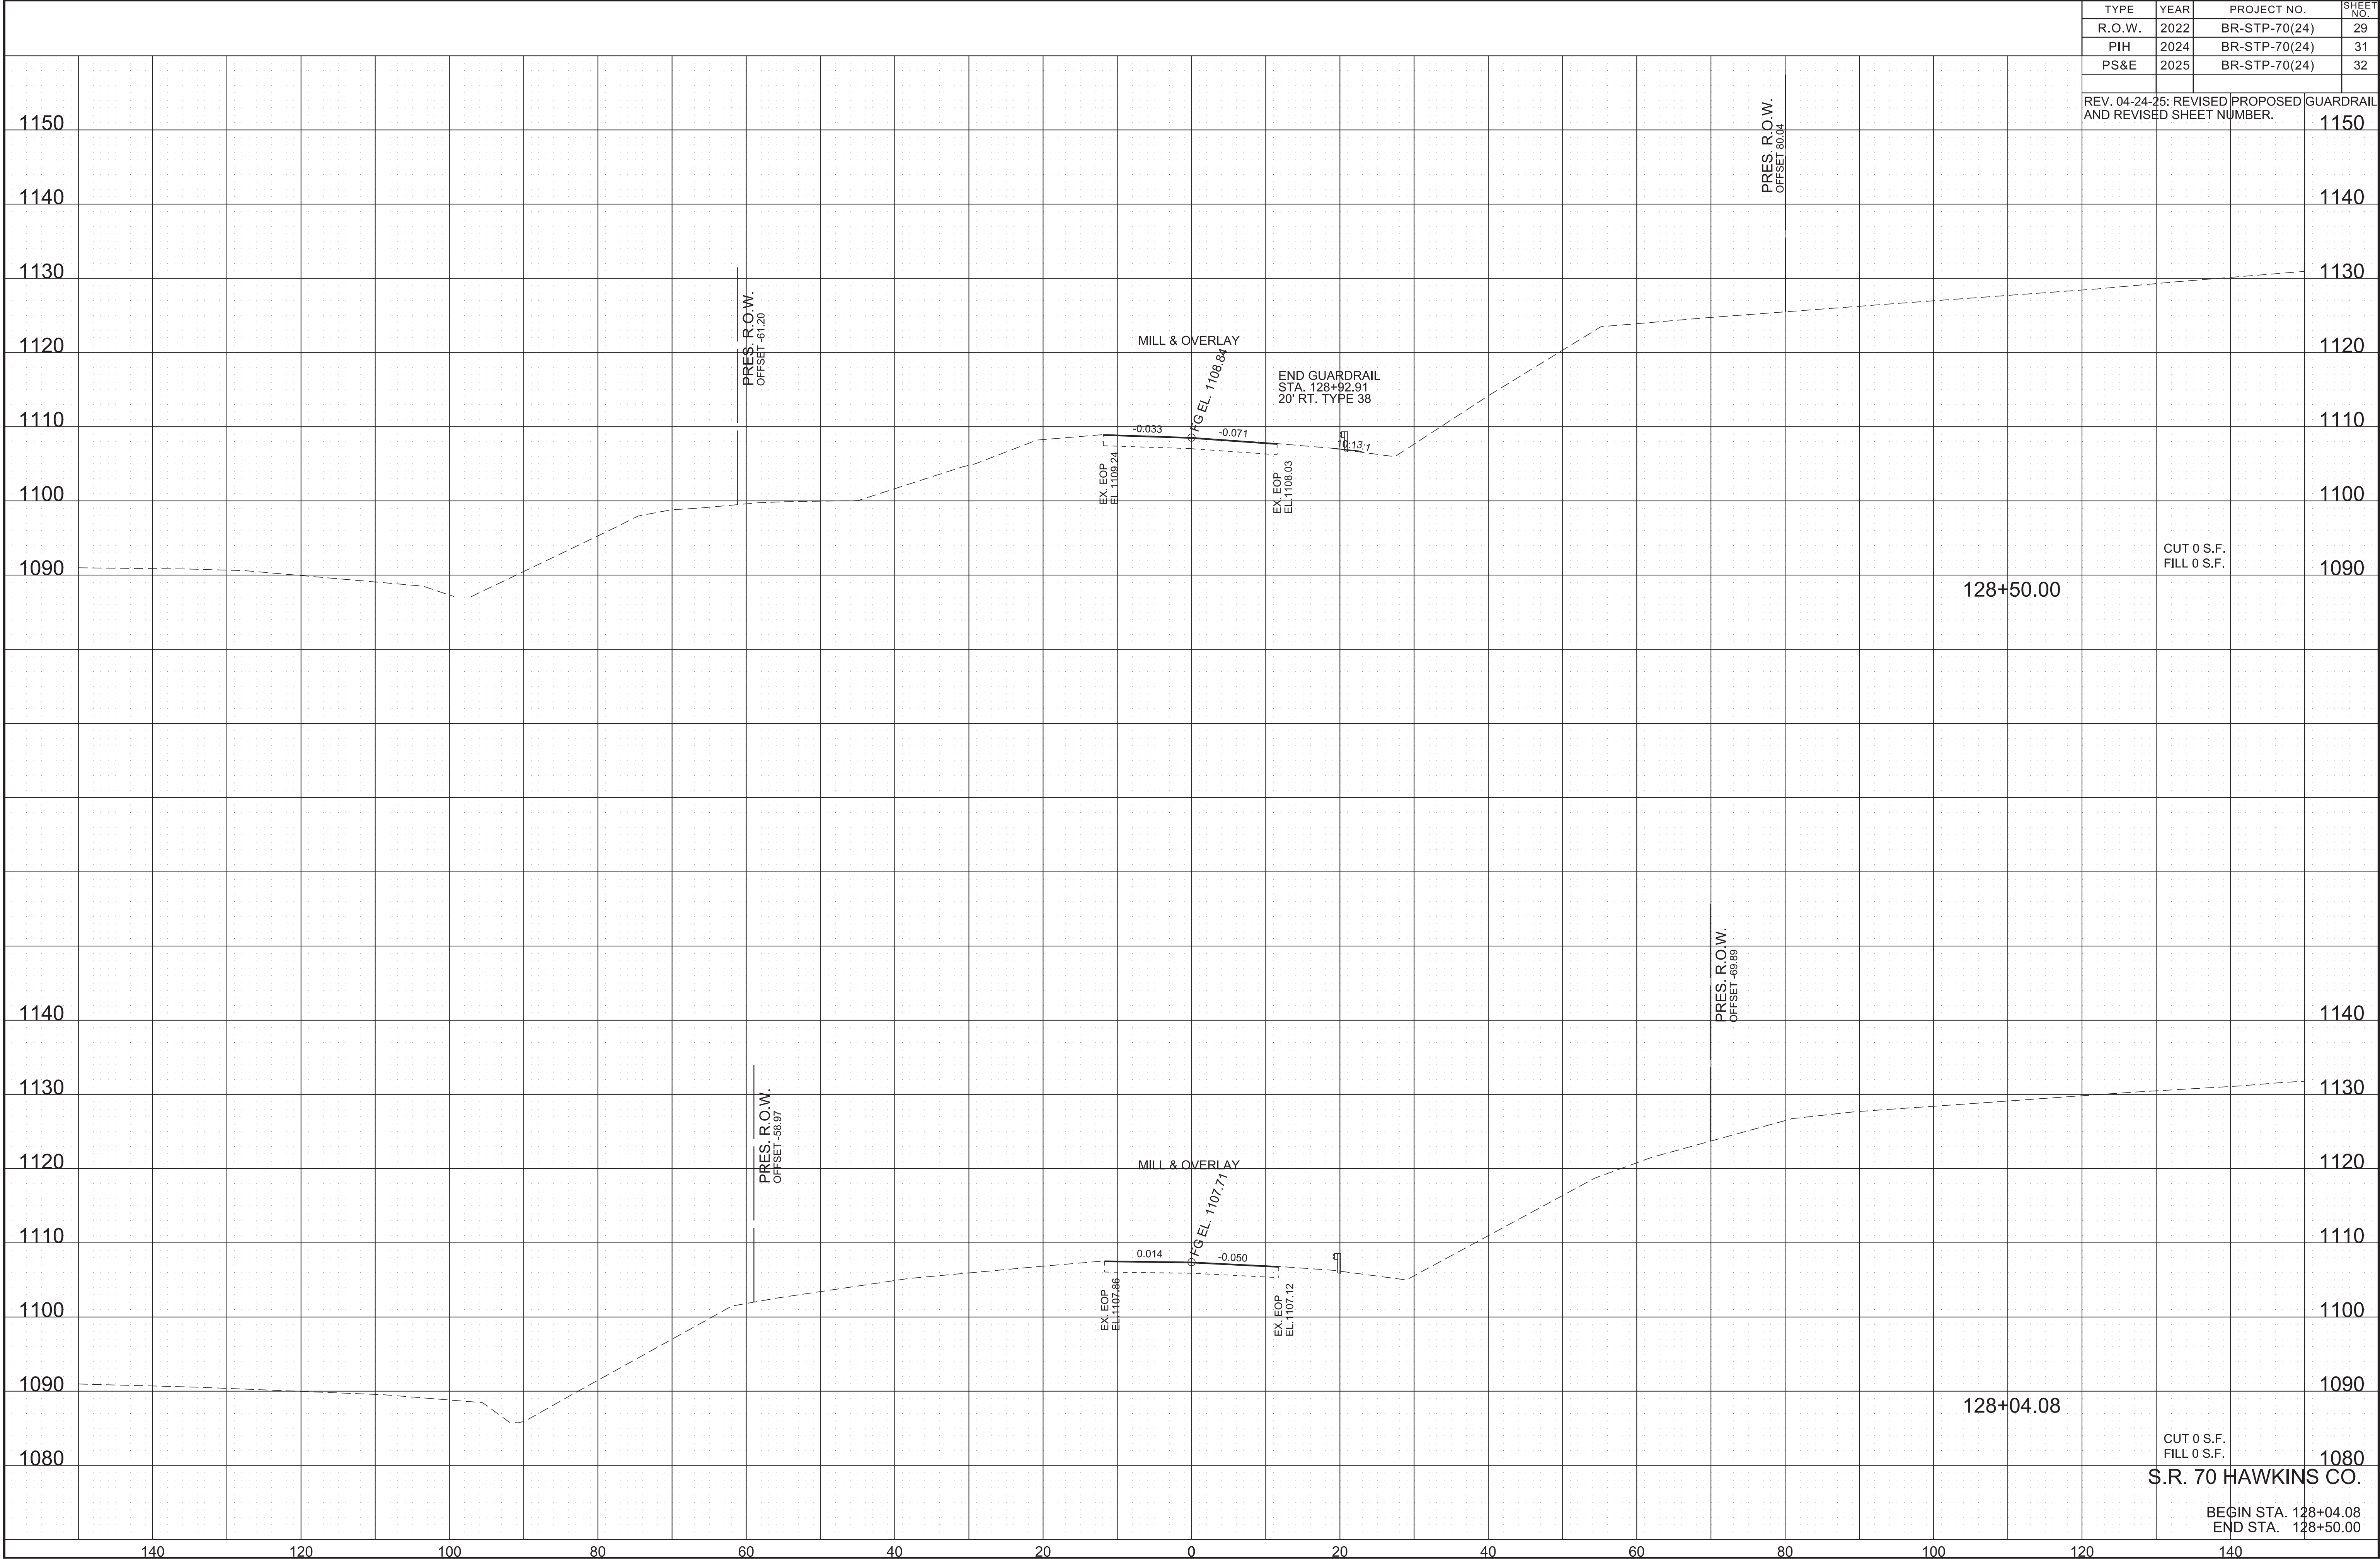 TYPE YEAR PROJECT NO. SHEET NO.
R.O.W. 2022 BR-STP-70(24) 29
PIH 2024 BR-STP-70(24) 31
PS&E 2025 BR-STP-70(24) 32
REV. 04-24-25: REVISED PROPOSED GUARDRAIL
AND REVISED SHEET NUMBER.
1150 1150
1140 1140
1130 1130
1120 1120
1110 1110
1100 1100
1090 1090
PRES. R.O.W.
OFFSET -61.20
PRES. R.O.W.
OFFSET 80.04
MILL & OVERLAY
FG EL. 1108.84
END GUARDRAIL
STA. 128+92.91
20' RT. TYPE 38
-0.033 -0.071
10:1
3:1
EX. EOP
EL.1109.24
EX. EOP
EL.1108.03
CUT 0 S.F.
FILL 0 S.F.
128+50.00
1140 1140
1130 1130
1120 1120
1110 1110
1100 1100
1090 1090
1080 1080
PRES. R.O.W.
OFFSET -58.97
PRES. R.O.W.
OFFSET -69.89
MILL & OVERLAY
FG EL. 1107.71
0.014 -0.050
EX. EOP
EL.1107.86
EX. EOP
EL.1107.12
128+04.08
CUT 0 S.F.
FILL 0 S.F.
S.R. 70 HAWKINS CO.
BEGIN STA. 128+04.08
END STA. 128+50.00
140 120 100 80 60 40 20 0 20 40 60 80 100 120 140